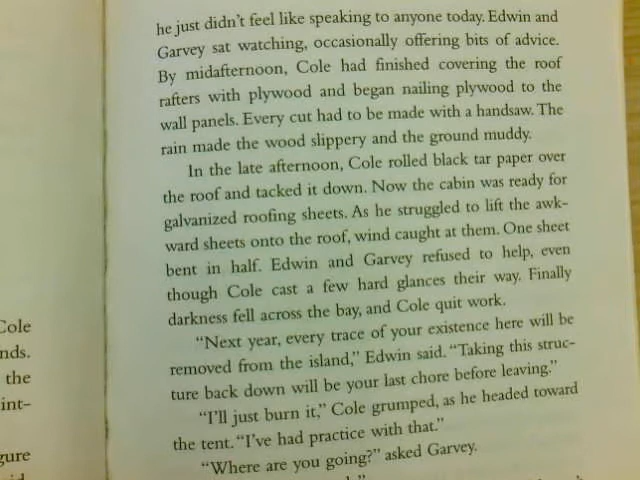 he just didn't feel like speaking to anyone today. Edwin and
Garvey sat watching, occasionally offering bits of advice.
By midafternoon, Cole had finished covering the roof
rafters with plywood and began nailing plywood to the
wall panels. Every cut had to be made with a handsaw. The
rain made the wood slippery and the ground muddy.
In the late afternoon, Cole rolled black tar paper over
the roof and tacked it down. Now the cabin was ready for
galvanized roofing sheets. As he struggled to lift the awk-
ward sheets onto the roof, wind caught at them. One sheet
bent in half. Edwin and Garvey refused to help, even
though Cole cast a few hard glances their way. Finally
darkness fell across the bay, and Cole quit work.
"Next year, every trace of your existence here will be
removed from the island," Edwin said. "Taking this struc-
ture back down will be your last chore before leaving."
"I'll just burn it," Cole grumped, as he headed toward
the tent. "I've had practice with that."
"Where are you going?" asked Garvey.
Cole
nds.
the
int-
gure